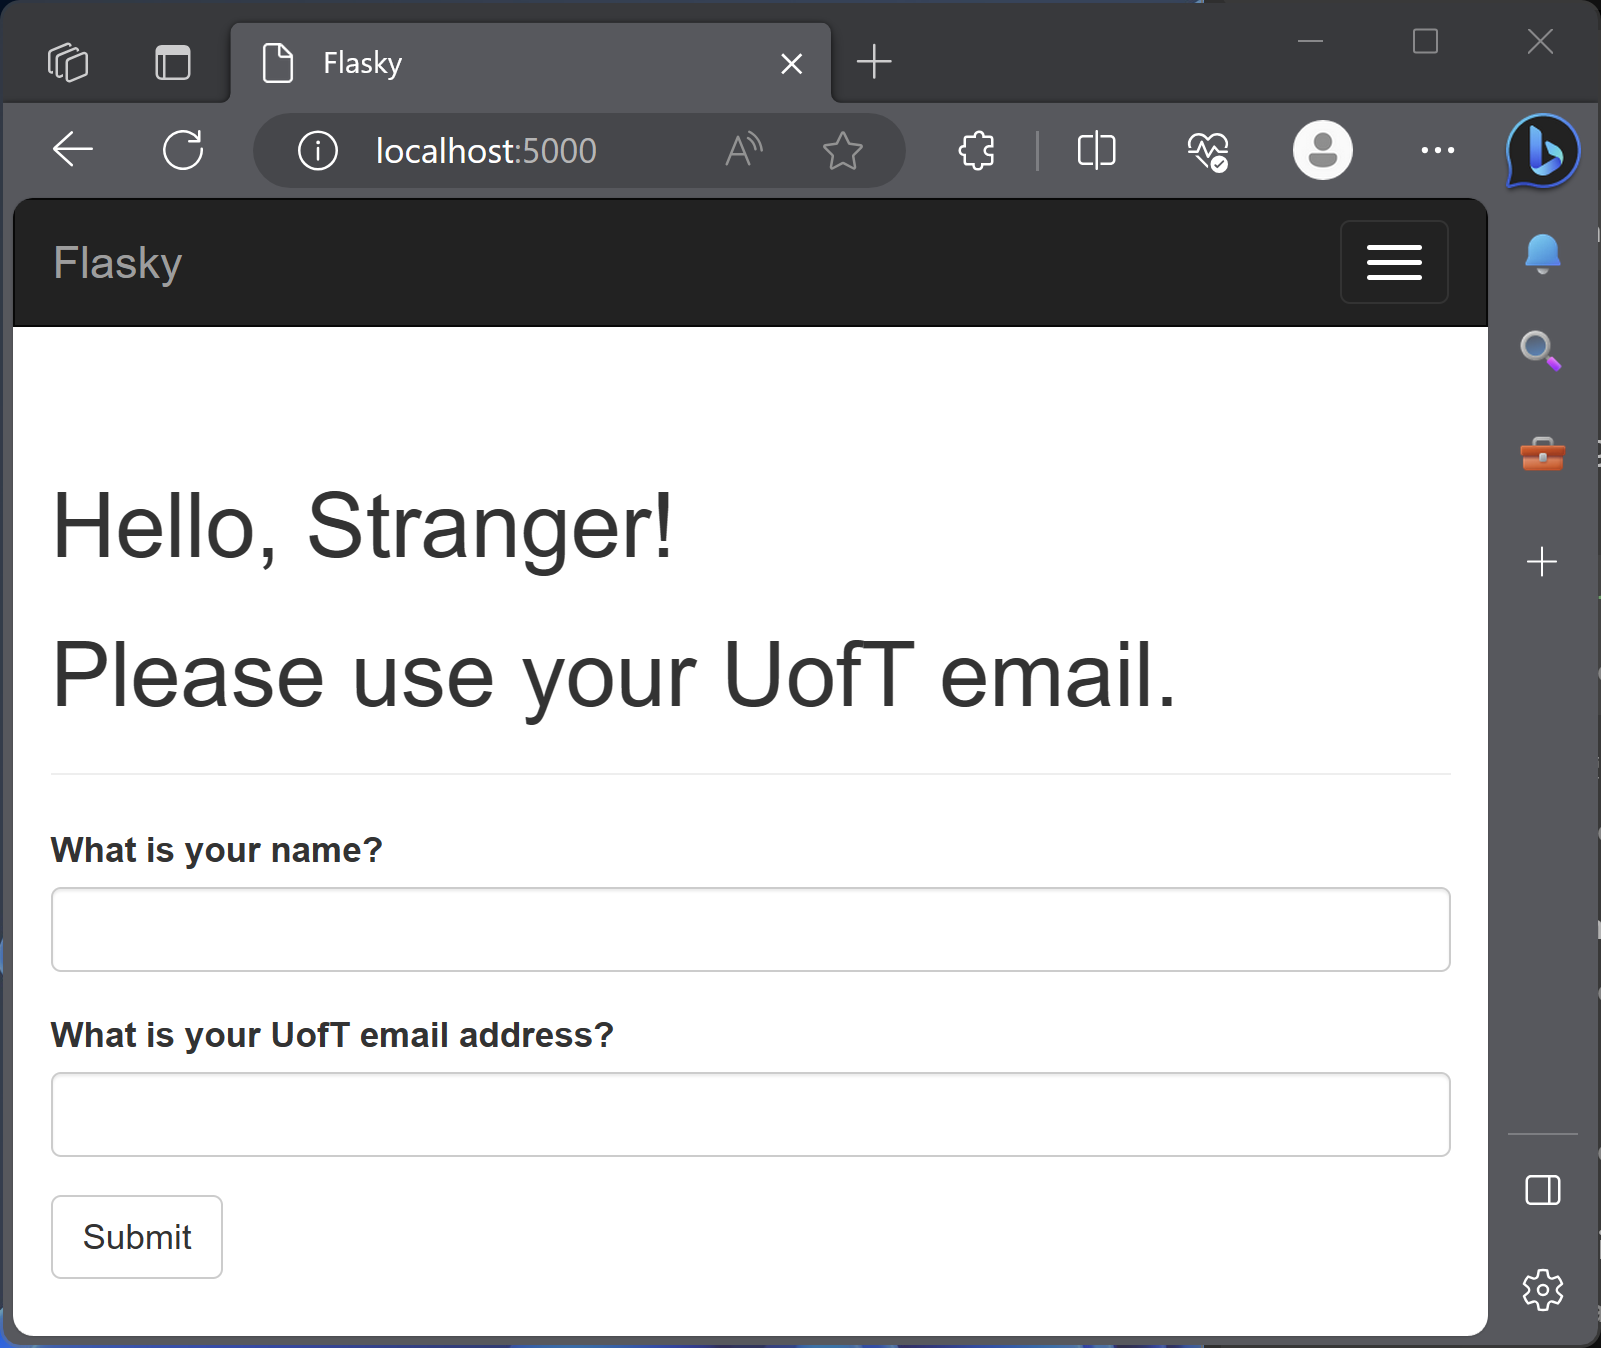 Flasky
localhost:5000
Flasky
Hello, Stranger!
Please use your UofT email.
What is your name?
What is your UofT email address?
Submit